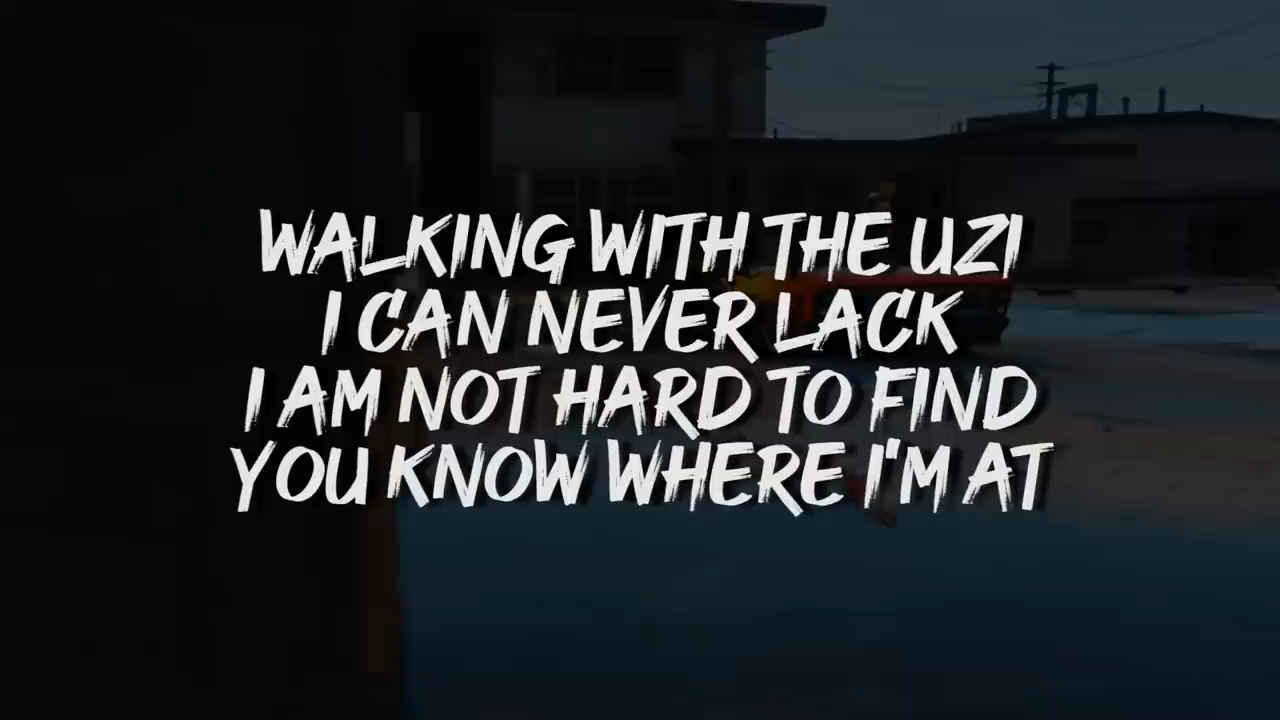 WALKING WITH THE UZI
I CAN NEVER LACK
I AM NOT HARD TO FIND
YOU KNOW WHERE I'M AT